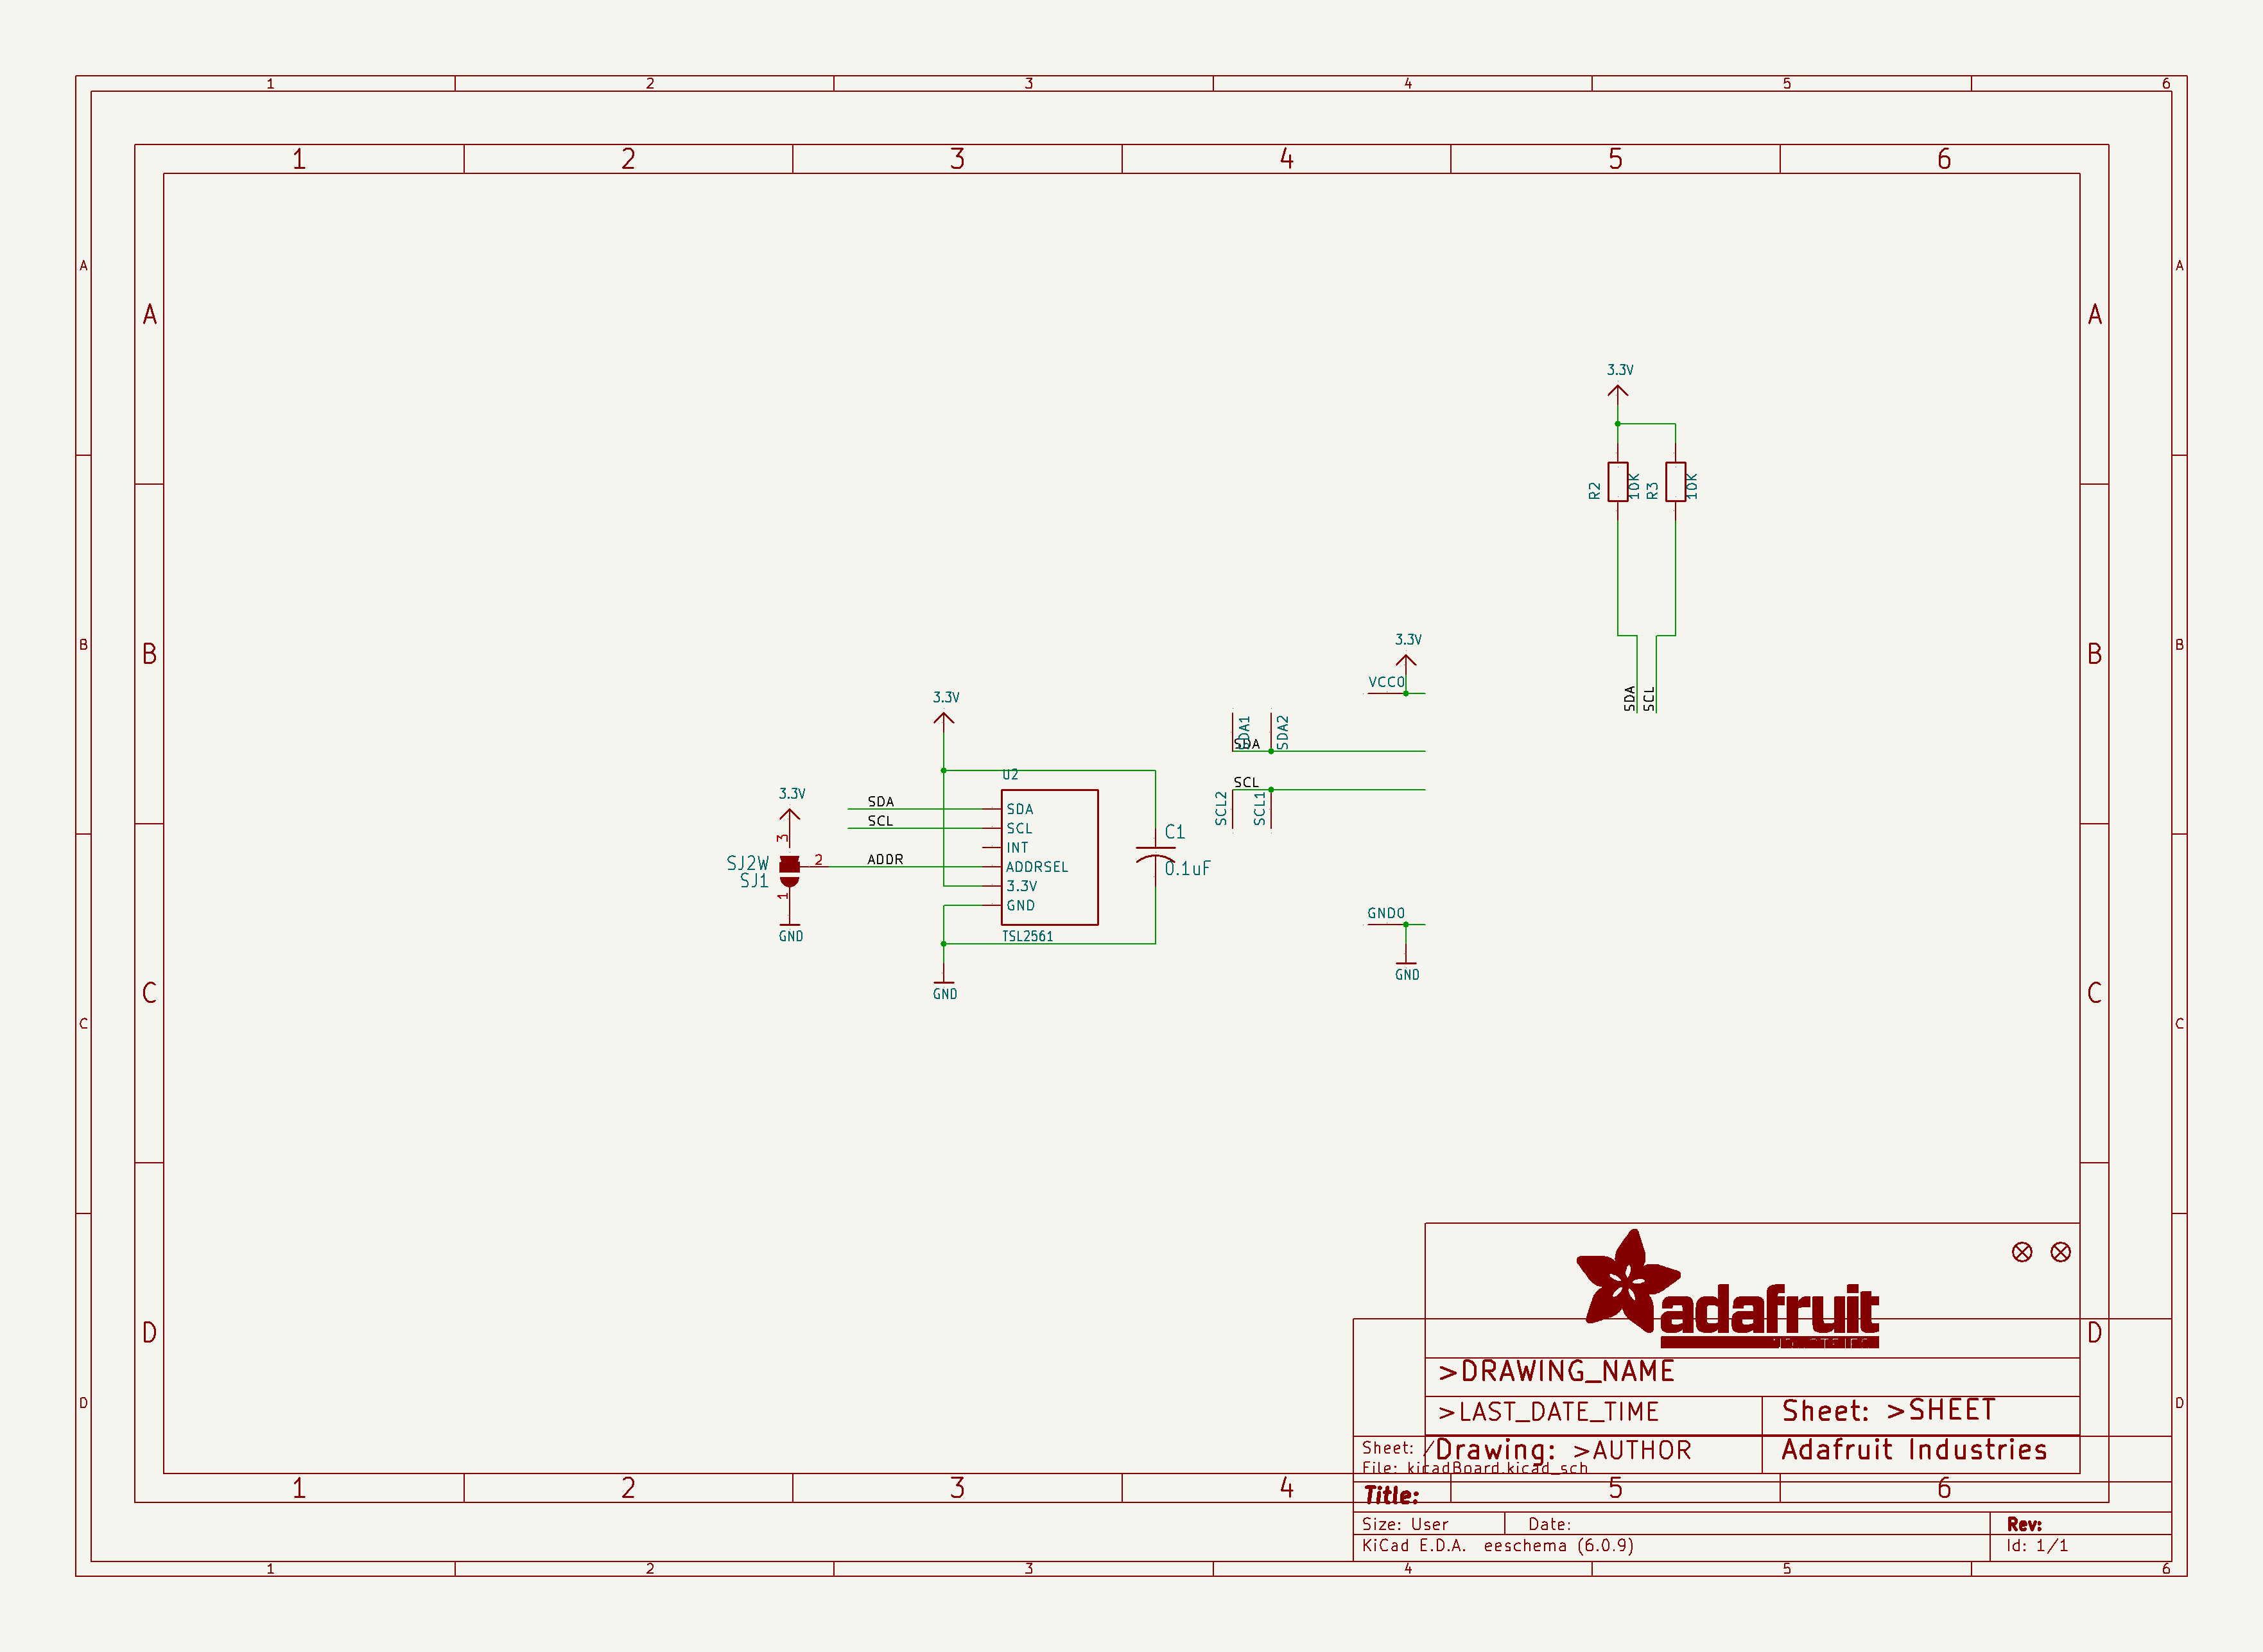 1 2 3 4 5 6
1 2 3 4 5 6
A A
A A
3.3V
R2 10K R3 10K
B B
B B
SDA SCL
3.3V
VCC0
3.3V
SDA1 SDA2
SDA
U2
SCL
SCL2 SCL1
3.3V
SDA SDA
SCL SCL
INT
ADDR ADDRSEL
3.3V
GND
TSL2561
3
SJ2W 2
SJ1
1
GND
C1
0.1uF
GND0
GND
GND
C C
C C
adafruit
D D
D D
>DRAWING_NAME
>LAST_DATE_TIME Sheet: >SHEET
Sheet: /
Drawing: >AUTHOR Adafruit Industries
File: kicadBoard.kicad_sch
1 2 3 4 5 6
Title:
Size: User Date: Rev:
KiCad E.D.A. eeschema (6.0.9) Id: 1/1
1 2 3 4 5 6